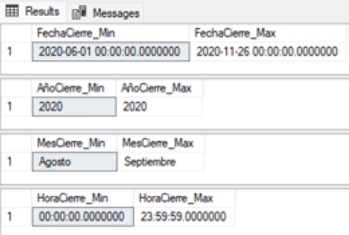 Results Messages
FechaCierre_Min FechaCierre_Max
1 2020-06-01 00:00:00.0000000 2020-11-26 00:00:00.0000000
AñoCierre_Min AñoCierre_Max
1 2020 2020
MesCierre_Min MesCierre_Max
1 Agosto Septiembre
HoraCierre_Min HoraCierre_Max
1 00:00:00.0000000 23:59:59.0000000